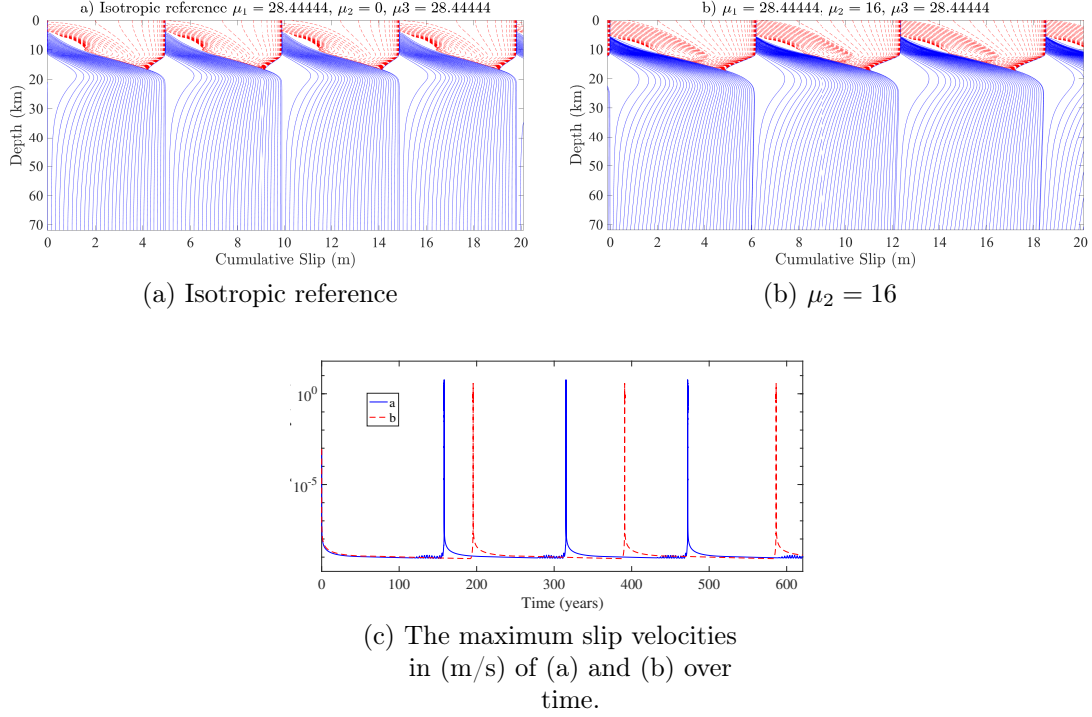 a) Isotropic reference μ₁ = 28.44444, μ₂ = 0, μ3 = 28.44444
0
10
20
30
40
50
60
70
Depth (km)
0 2 4 6 8 10 12 14 16 18 20
Cumulative Slip (m)
(a) Isotropic reference
b) μ₁ = 28.44444, μ₂ = 16, μ3 = 28.44444
0
10
20
30
40
50
60
70
Depth (km)
0 2 4 6 8 10 12 14 16 18 20
Cumulative Slip (m)
(b) μ₂ = 16
10⁰
10⁻⁵
a
b
0 100 200 300 400 500 600
Time (years)
(c) The maximum slip velocities
in (m/s) of (a) and (b) over
time.